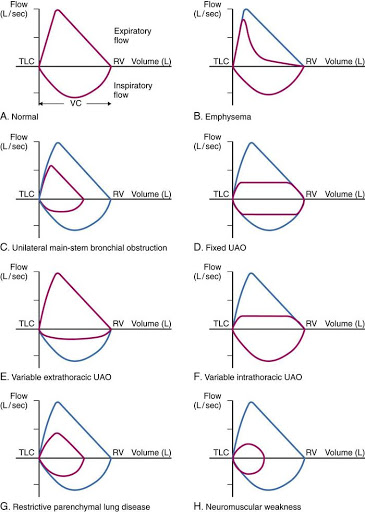 Flow
(L / sec)
Expiratory
flow
TLC
RV
Volume (L)
Inspiratory
flow
VC
A. Normal
Flow
(L / sec)
TLC
RV
Volume (L)
B. Emphysema
Flow
(L / sec)
TLC
RV
Volume (L)
C. Unilateral main-stem bronchial obstruction
Flow
(L / sec)
TLC
RV
Volume (L)
D. Fixed UAO
Flow
(L / sec)
TLC
RV
Volume (L)
E. Variable extrathoracic UAO
Flow
(L / sec)
TLC
RV
Volume (L)
F. Variable intrathoracic UAO
Flow
(L / sec)
TLC
RV
Volume (L)
G. Restrictive parenchymal lung disease
Flow
(L / sec)
TLC
RV
Volume (L)
H. Neuromuscular weakness